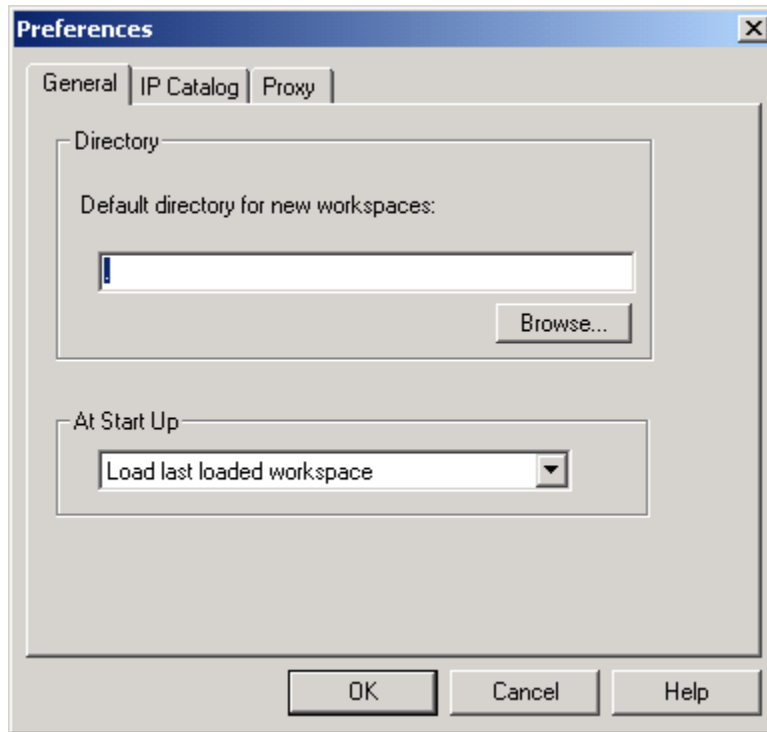 Preferences
General IP Catalog Proxy
Directory
Default directory for new workspaces:
.
Browse...
At Start Up
Load last loaded workspace
OK Cancel Help